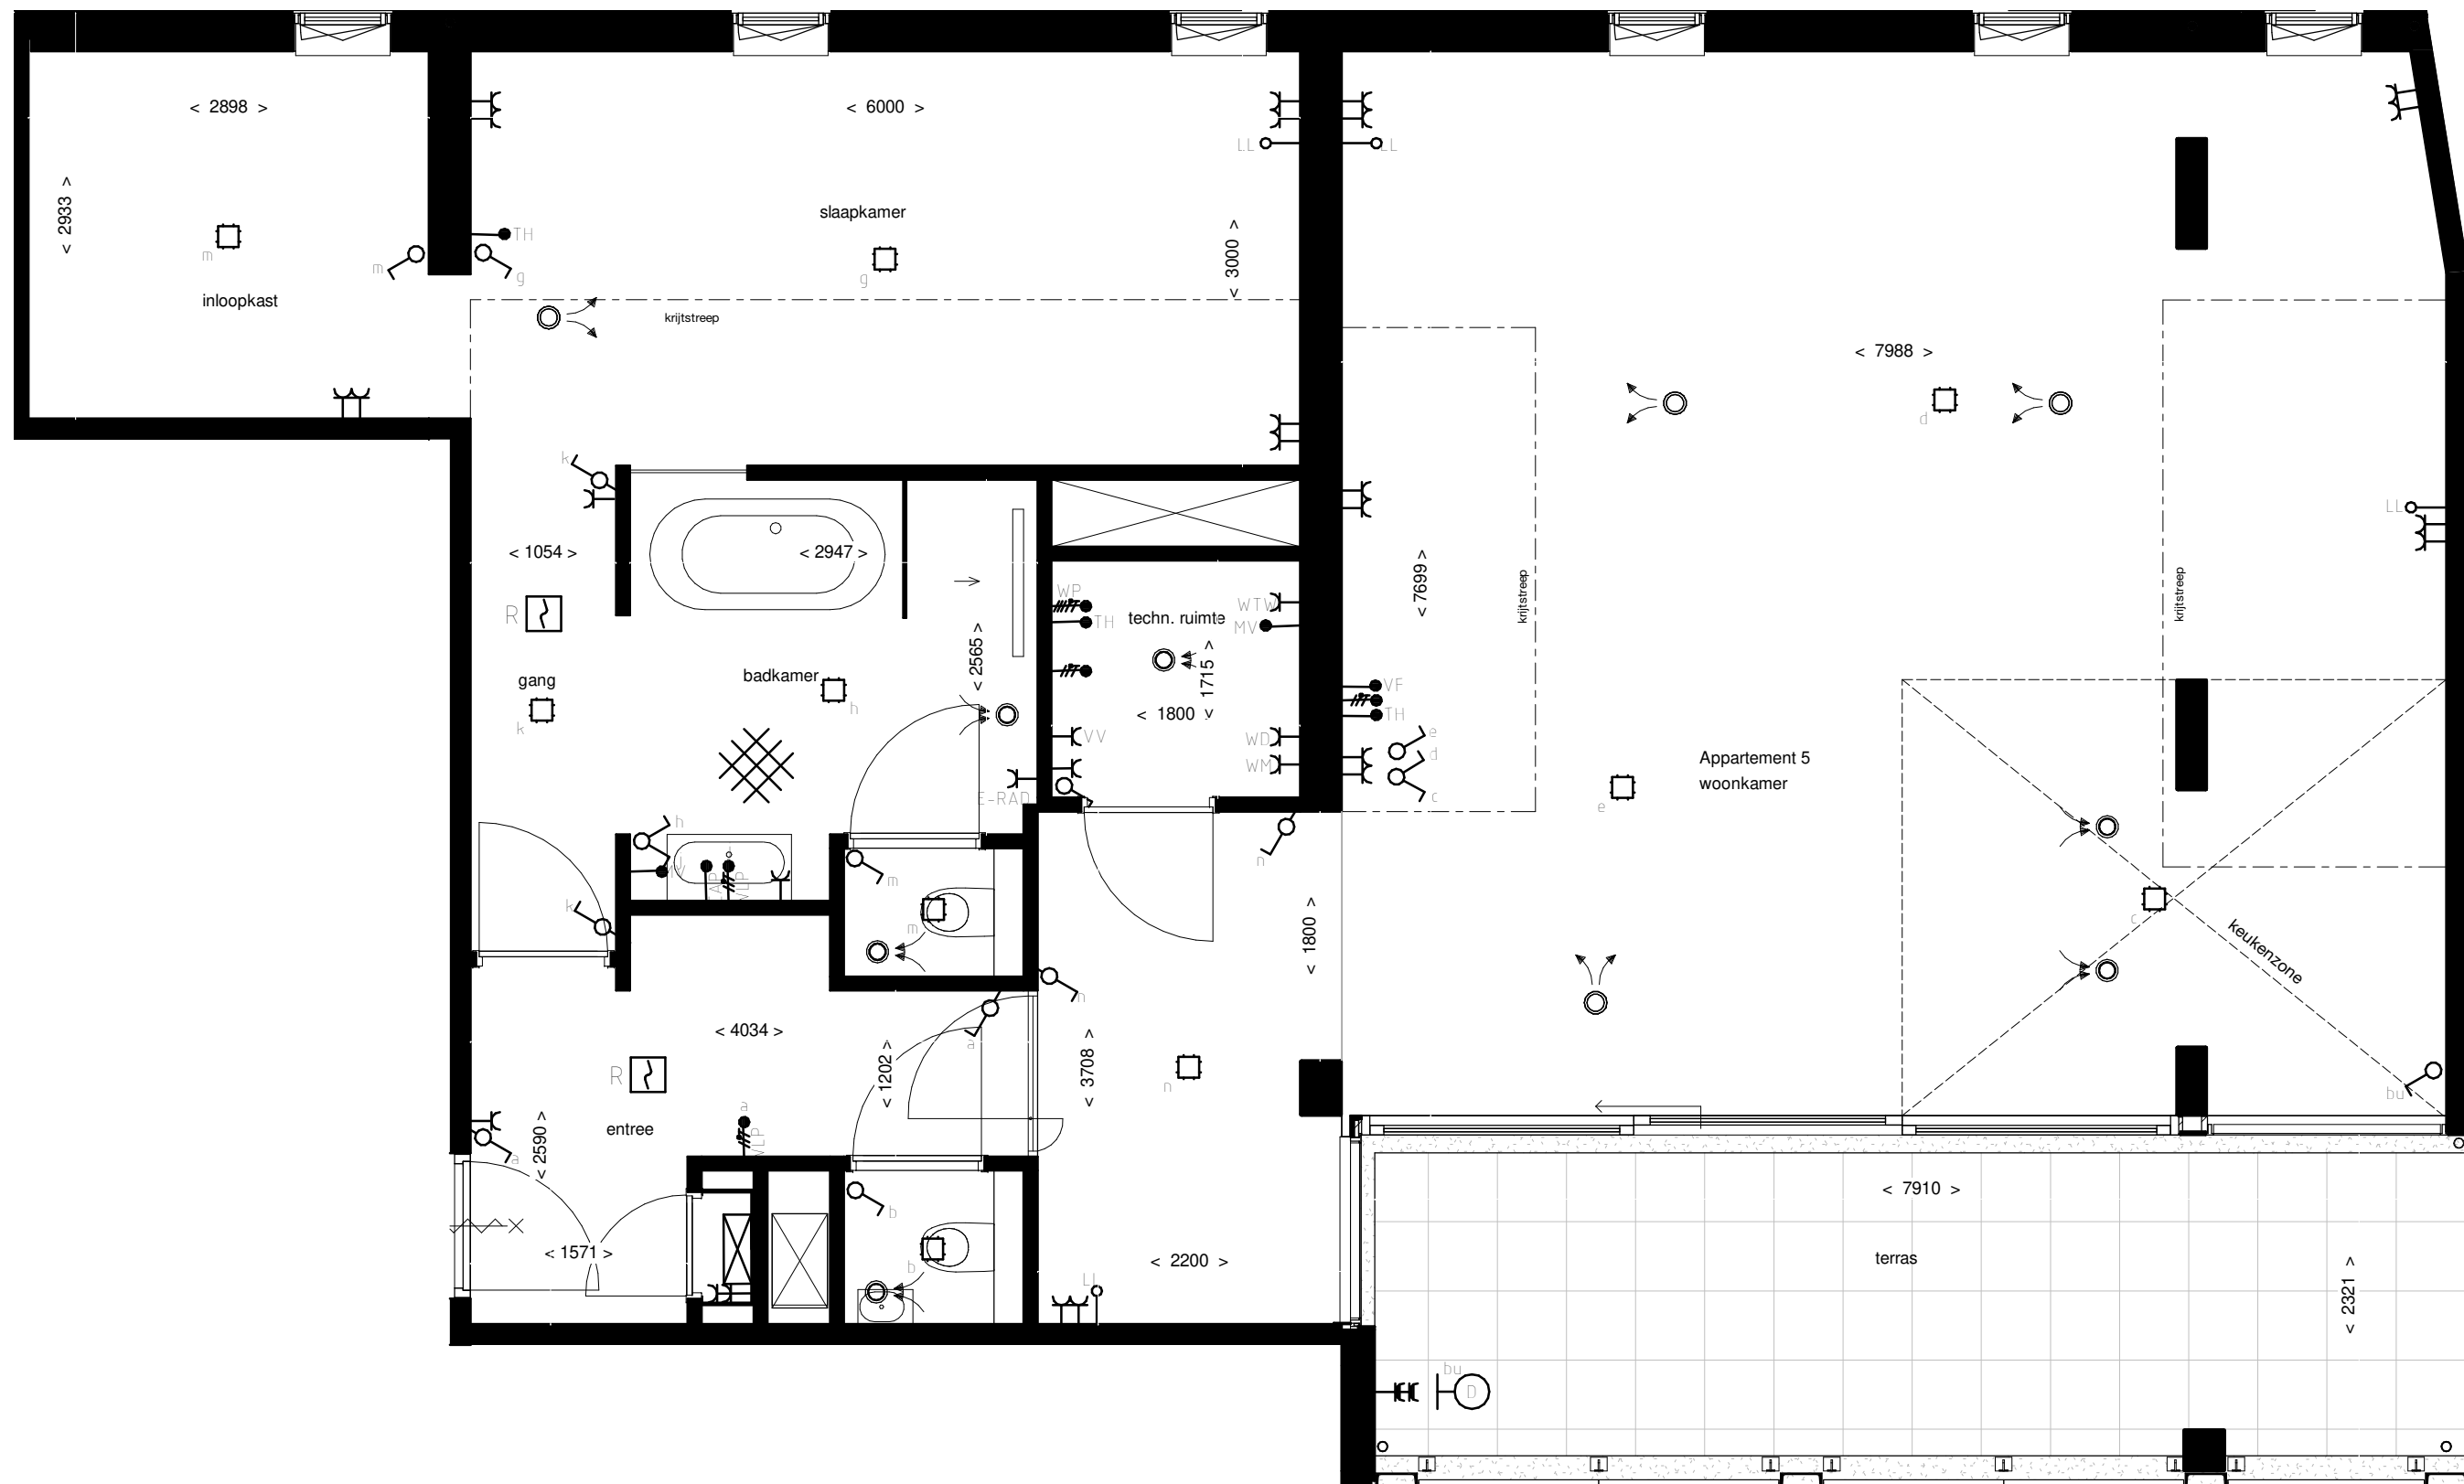 < 2898 >
< 6000 >
LL
LL
< 2933 >
slaapkamer
TH
< 3000 >
m
m
g
g
inloopkast
krijtstreep
< 7988 >
d
k
LL
< 1054 >
< 2947 >
< 7699 >
krijtstreep
krijtstreep
R
WP
TH
techn. ruimte
WTW
MV
< 2565 >
< 1715 >
gang
k
badkamer
h
< 1800 >
VF
TH
VV
WD
WM
e
d
c
Appartement 5
woonkamer
e
E-RAD
h
n
m
k
m
c
keukenzone
< 1800 >
n
< 4034 >
a
< 1202 >
< 3708 >
n
R
bu
a
VLP
entree
a
< 2590 >
< 7910 >
b
< 1571 >
b
< 2200 >
terras
LL
< 2321 >
bu
D